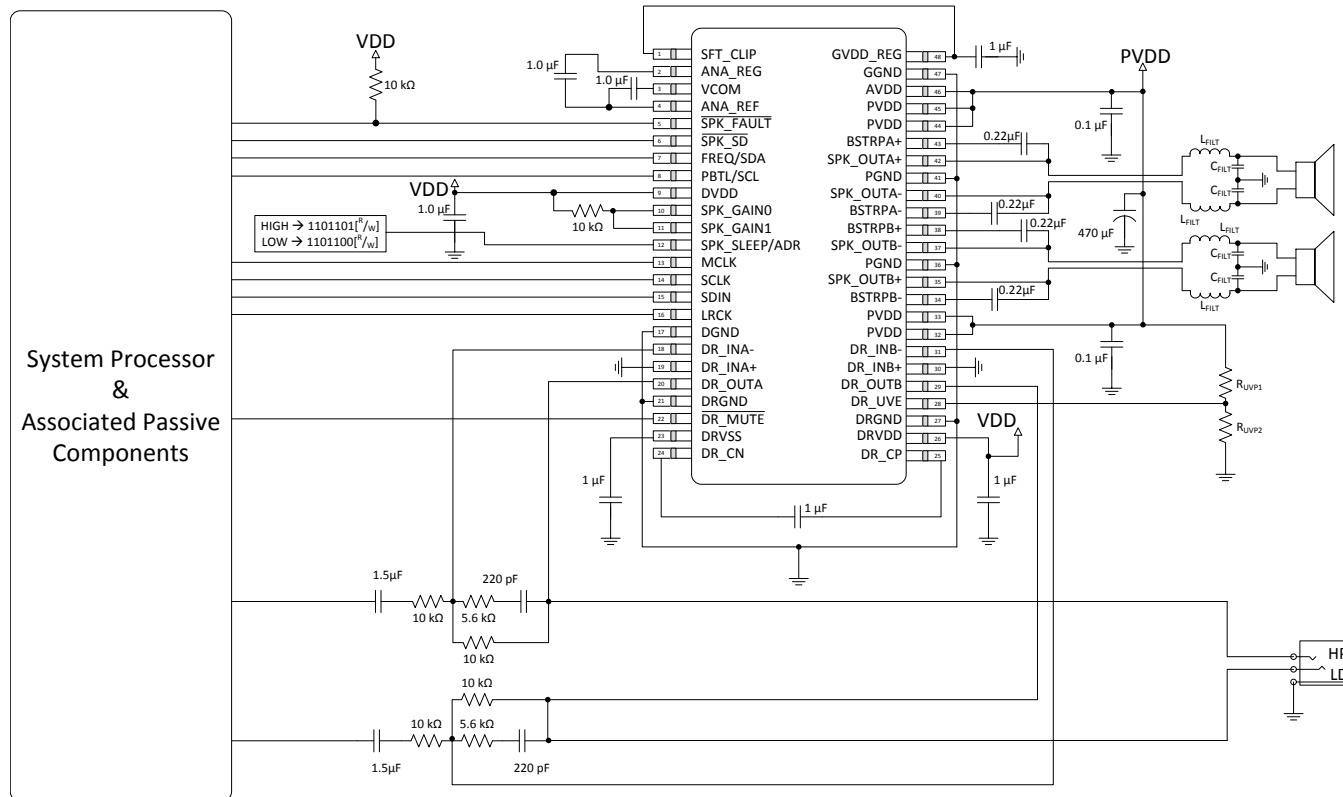 System Processor
&
Associated Passive
Components
VDD
10 kΩ
1.0 µF
1.0 µF
VDD
1.0 µF
10 kΩ
HIGH → 1101101[R/W]
LOW → 1101100[R/W]
1 SFT_CLIP
2 ANA_REG
3 VCOM
4 ANA_REF
5 SPK_FAULT
6 SPK_SD
7 FREQ/SDA
8 PBTL/SCL
9 DVDD
10 SPK_GAIN0
11 SPK_GAIN1
12 SPK_SLEEP/ADR
13 MCLK
14 SCLK
15 SDIN
16 LRCK
17 DGND
18 DR_INA-
19 DR_INA+
20 DR_OUTA
21 DRGND
22 DR_MUTE
23 DRVSS
24 DR_CN
GVDD_REG 48
GGND 47
AVDD 46
PVDD 45
PVDD 44
BSTRPA+ 43
SPK_OUTA+ 42
PGND 41
SPK_OUTA- 40
BSTRPA- 39
BSTRPB+ 38
SPK_OUTB- 37
PGND 36
SPK_OUTB+ 35
BSTRPB- 34
PVDD 33
PVDD 32
DR_INB- 31
DR_INB+ 30
DR_OUTB 29
DR_UVE 28
DRGND 27
DRVDD 26
DR_CP 25
1 µF
PVDD
0.1 µF
0.22µF
0.22µF
0.22µF
0.22µF
470 µF
LFILT
CFILT
CFILT
LFILT
LFILT
CFILT
CFILT
LFILT
0.1 µF
RUVP1
RUVP2
VDD
1 µF
1 µF
1 µF
1.5µF
10 kΩ
5.6 kΩ
220 pF
10 kΩ
10 kΩ
10 kΩ
5.6 kΩ
1.5µF
220 pF
HP
LD